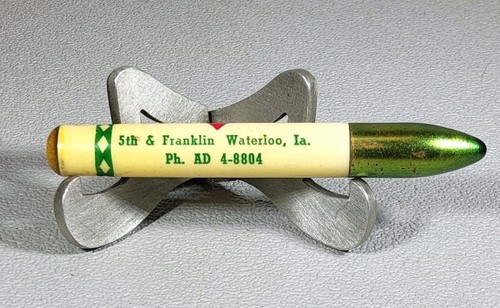 5th & Franklin Waterloo, Ia.
Ph. AD 4-8804